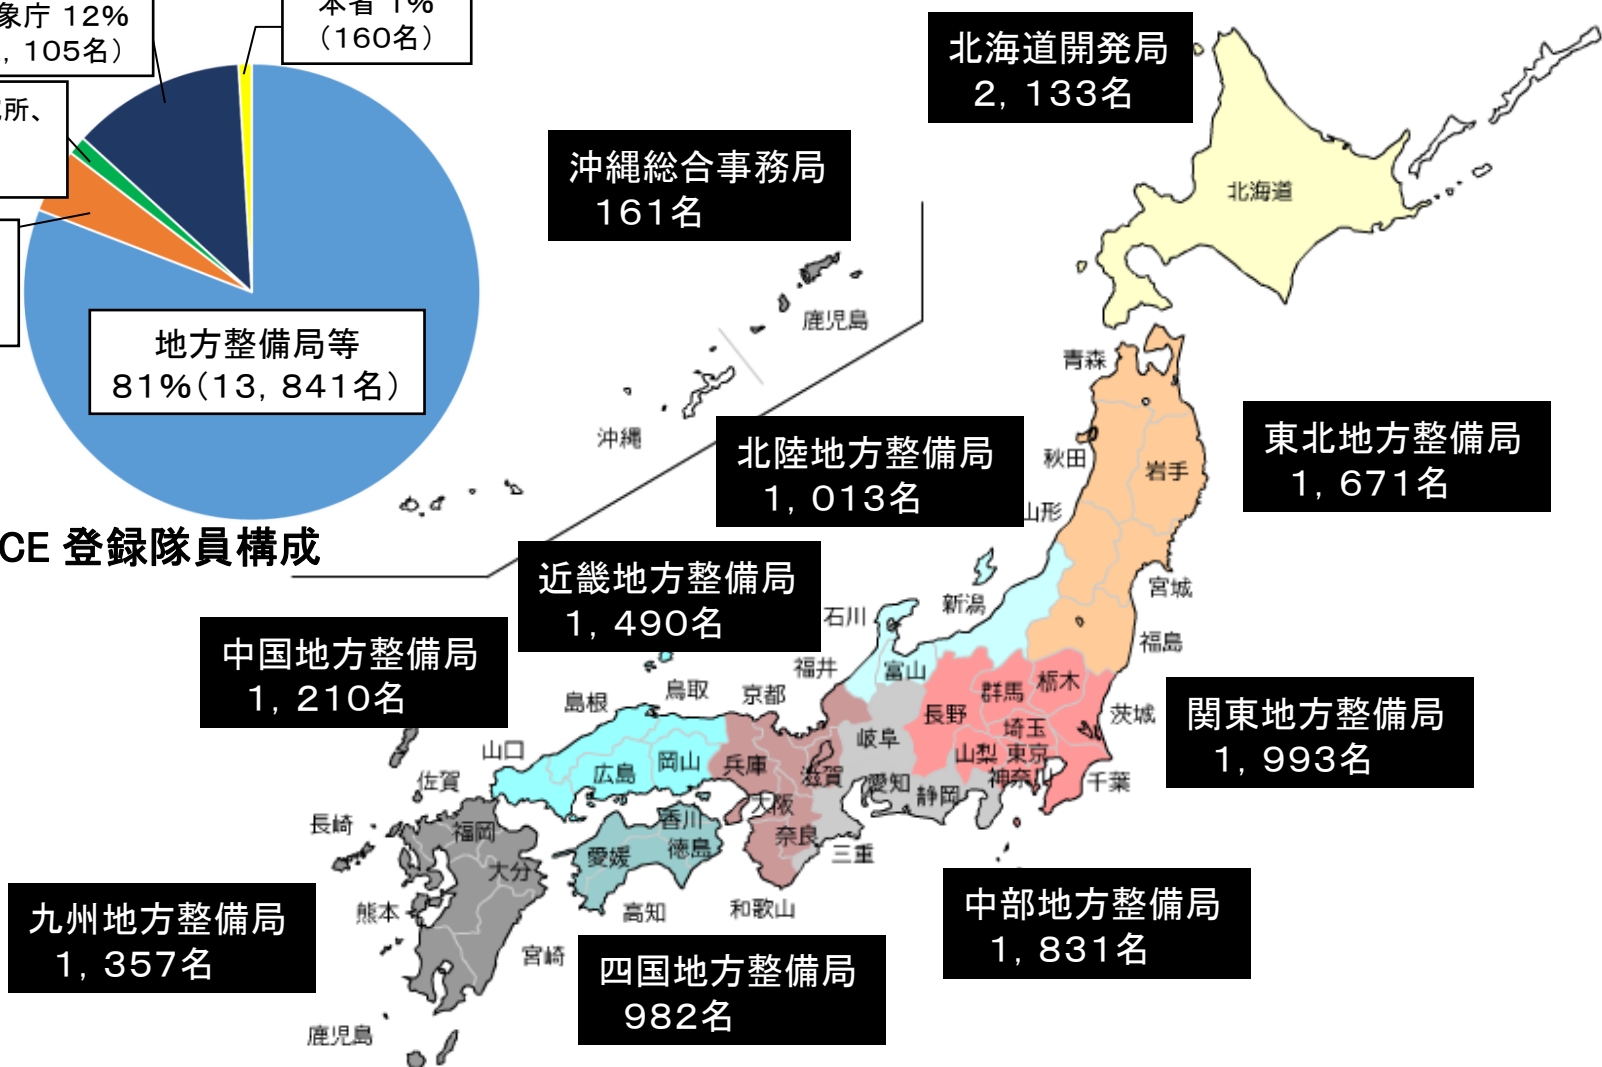 象庁 12%
105名）
本省 1%
（160名）
所、
地方整備局等
81%（13，841名）
CE 登録隊員構成
北海道開発局
2，133名
沖縄総合事務局
161名
北海道
鹿児島
沖縄
青森
秋田
岩手
山形
宮城
福島
東北地方整備局
1，671名
北陸地方整備局
1，013名
近畿地方整備局
1，490名
中国地方整備局
1，210名
石川
新潟
福井
富山
鳥取
京都
島根
山口
広島
岡山
兵庫
滋賀
大阪
奈良
岐阜
愛知
静岡
三重
和歌山
長野
群馬
栃木
埼玉
山梨
東京
神奈川
茨城
千葉
関東地方整備局
1，993名
香川
徳島
愛媛
高知
佐賀
長崎
福岡
大分
熊本
宮崎
鹿児島
九州地方整備局
1，357名
四国地方整備局
982名
中部地方整備局
1，831名